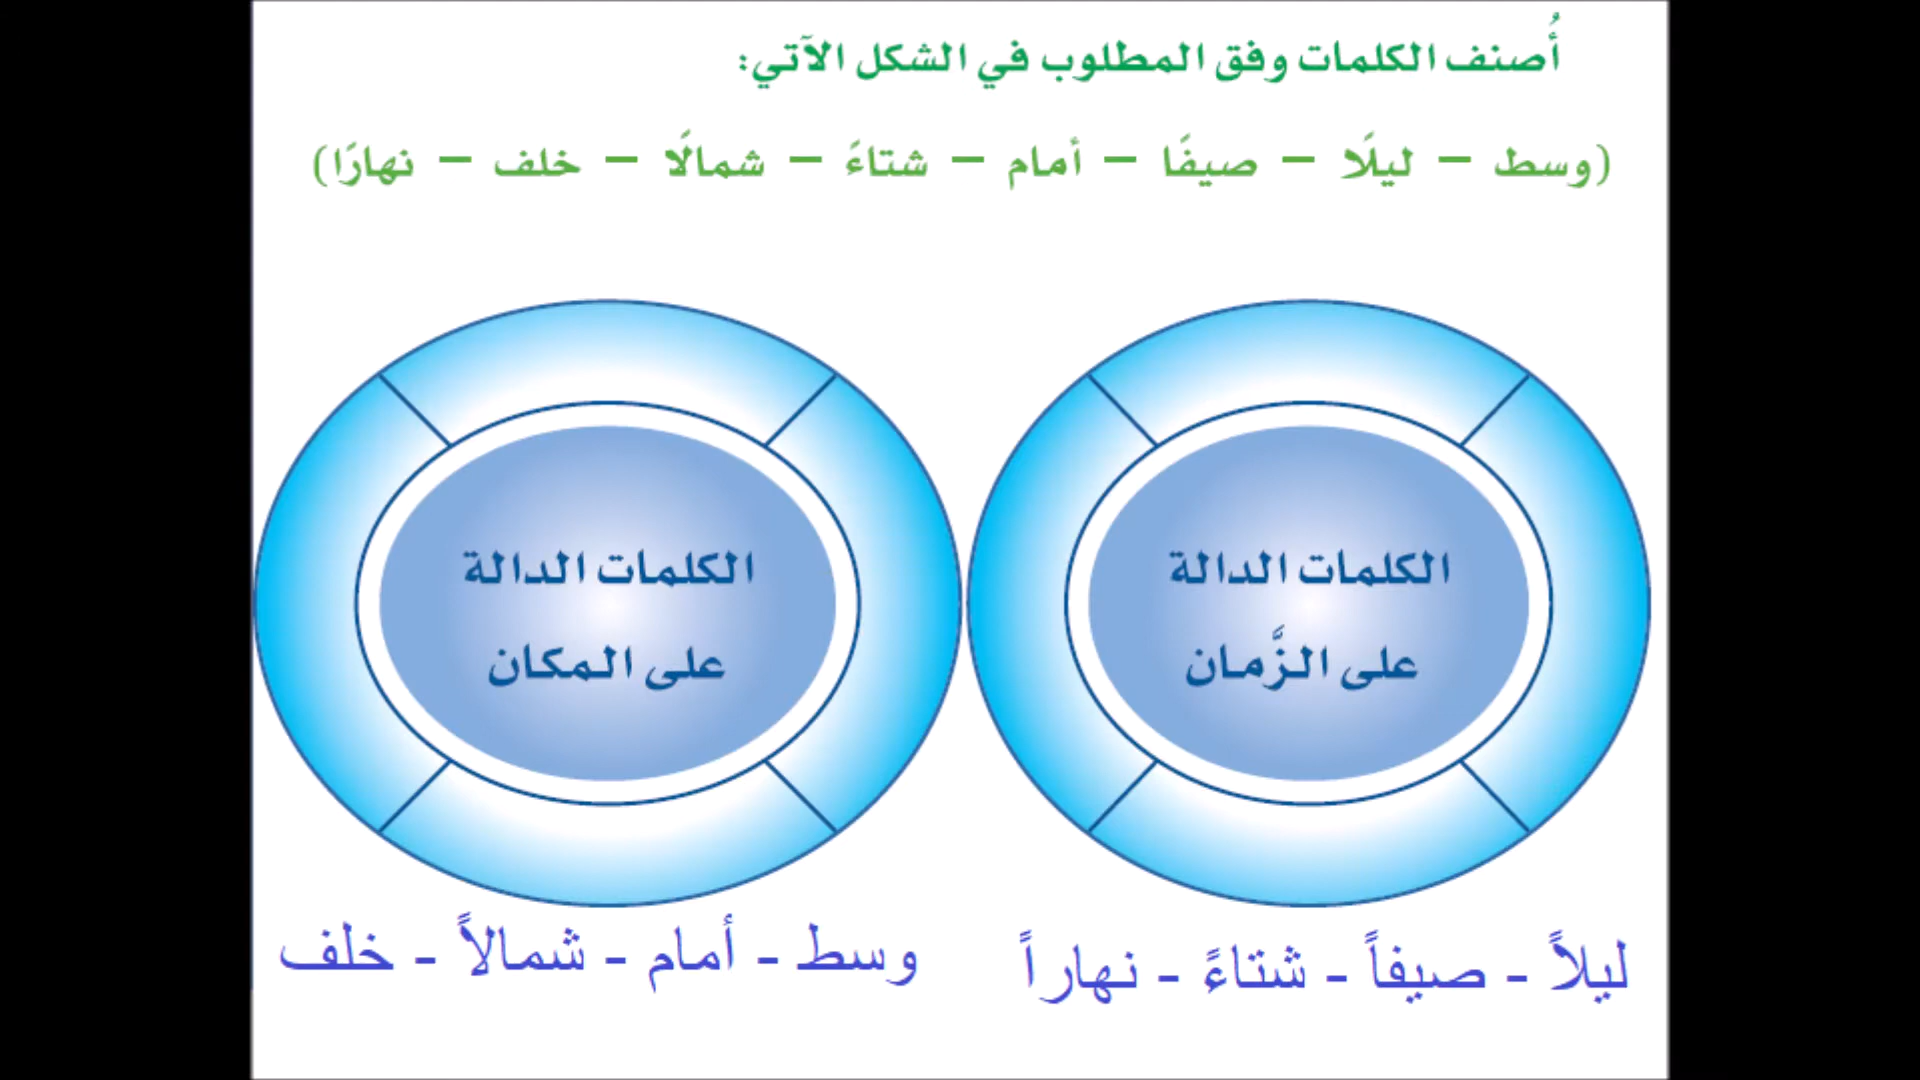 أُصنف الكلمات وفق المطلوب في الشكل الآتي:
(وسط – ليلًا – صيفًا – أمام – شتاءً – شمالًا – خلف – نهارًا)
الكلمات الدالة
على الزَّمان
الكلمات الدالة
على المكان
ليلاً - صيفاً - شتاءً - نهاراً
وسط - أمام - شمالاً - خلف